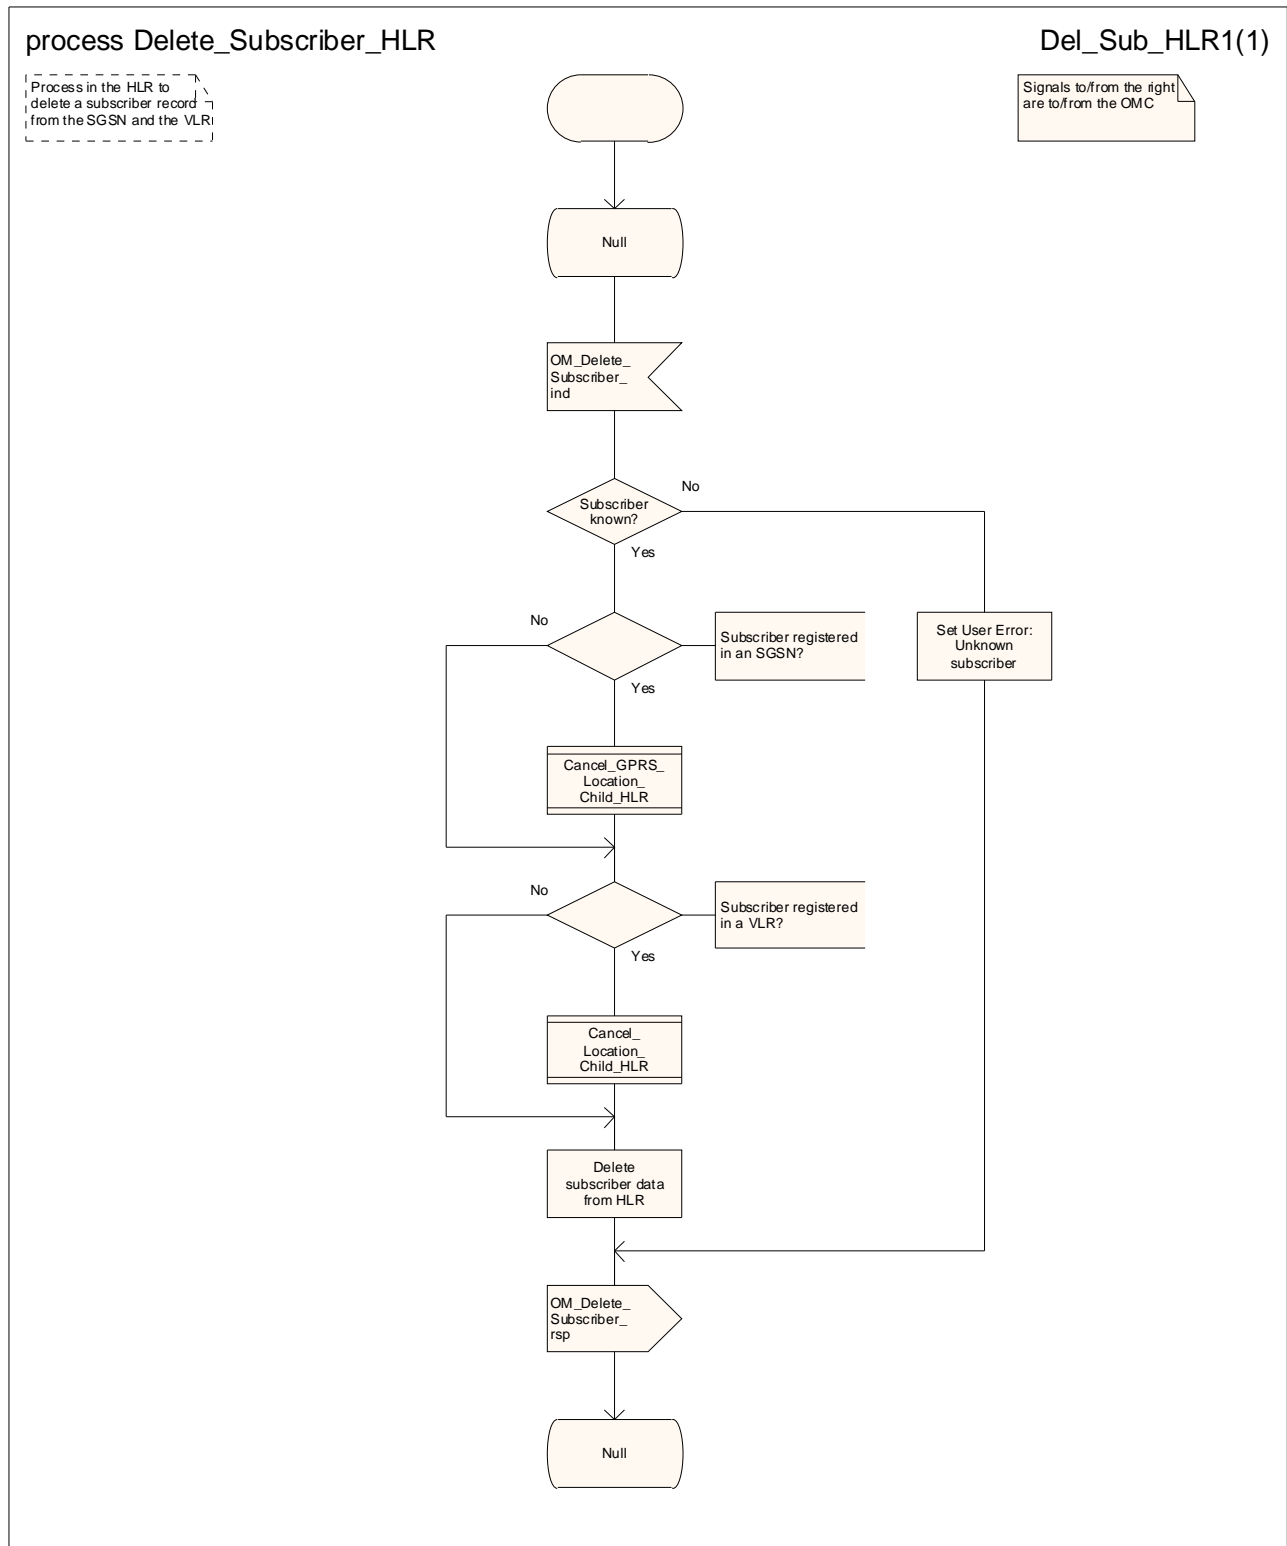 process Delete_Subscriber_HLR
Del_Sub_HLR1(1)
Process in the HLR to
delete a subscriber record
from the SGSN and the VLR
Signals to/from the right
are to/from the OMC
Null
OM_Delete_
Subscriber_
ind
Subscriber
known?
No
Yes
No
Subscriber registered
in an SGSN?
Set User Error:
Unknown
subscriber
Yes
Cancel_GPRS_
Location_
Child_HLR
No
Subscriber registered
in a VLR?
Yes
Cancel_
Location_
Child_HLR
Delete
subscriber data
from HLR
OM_Delete_
Subscriber_
rsp
Null